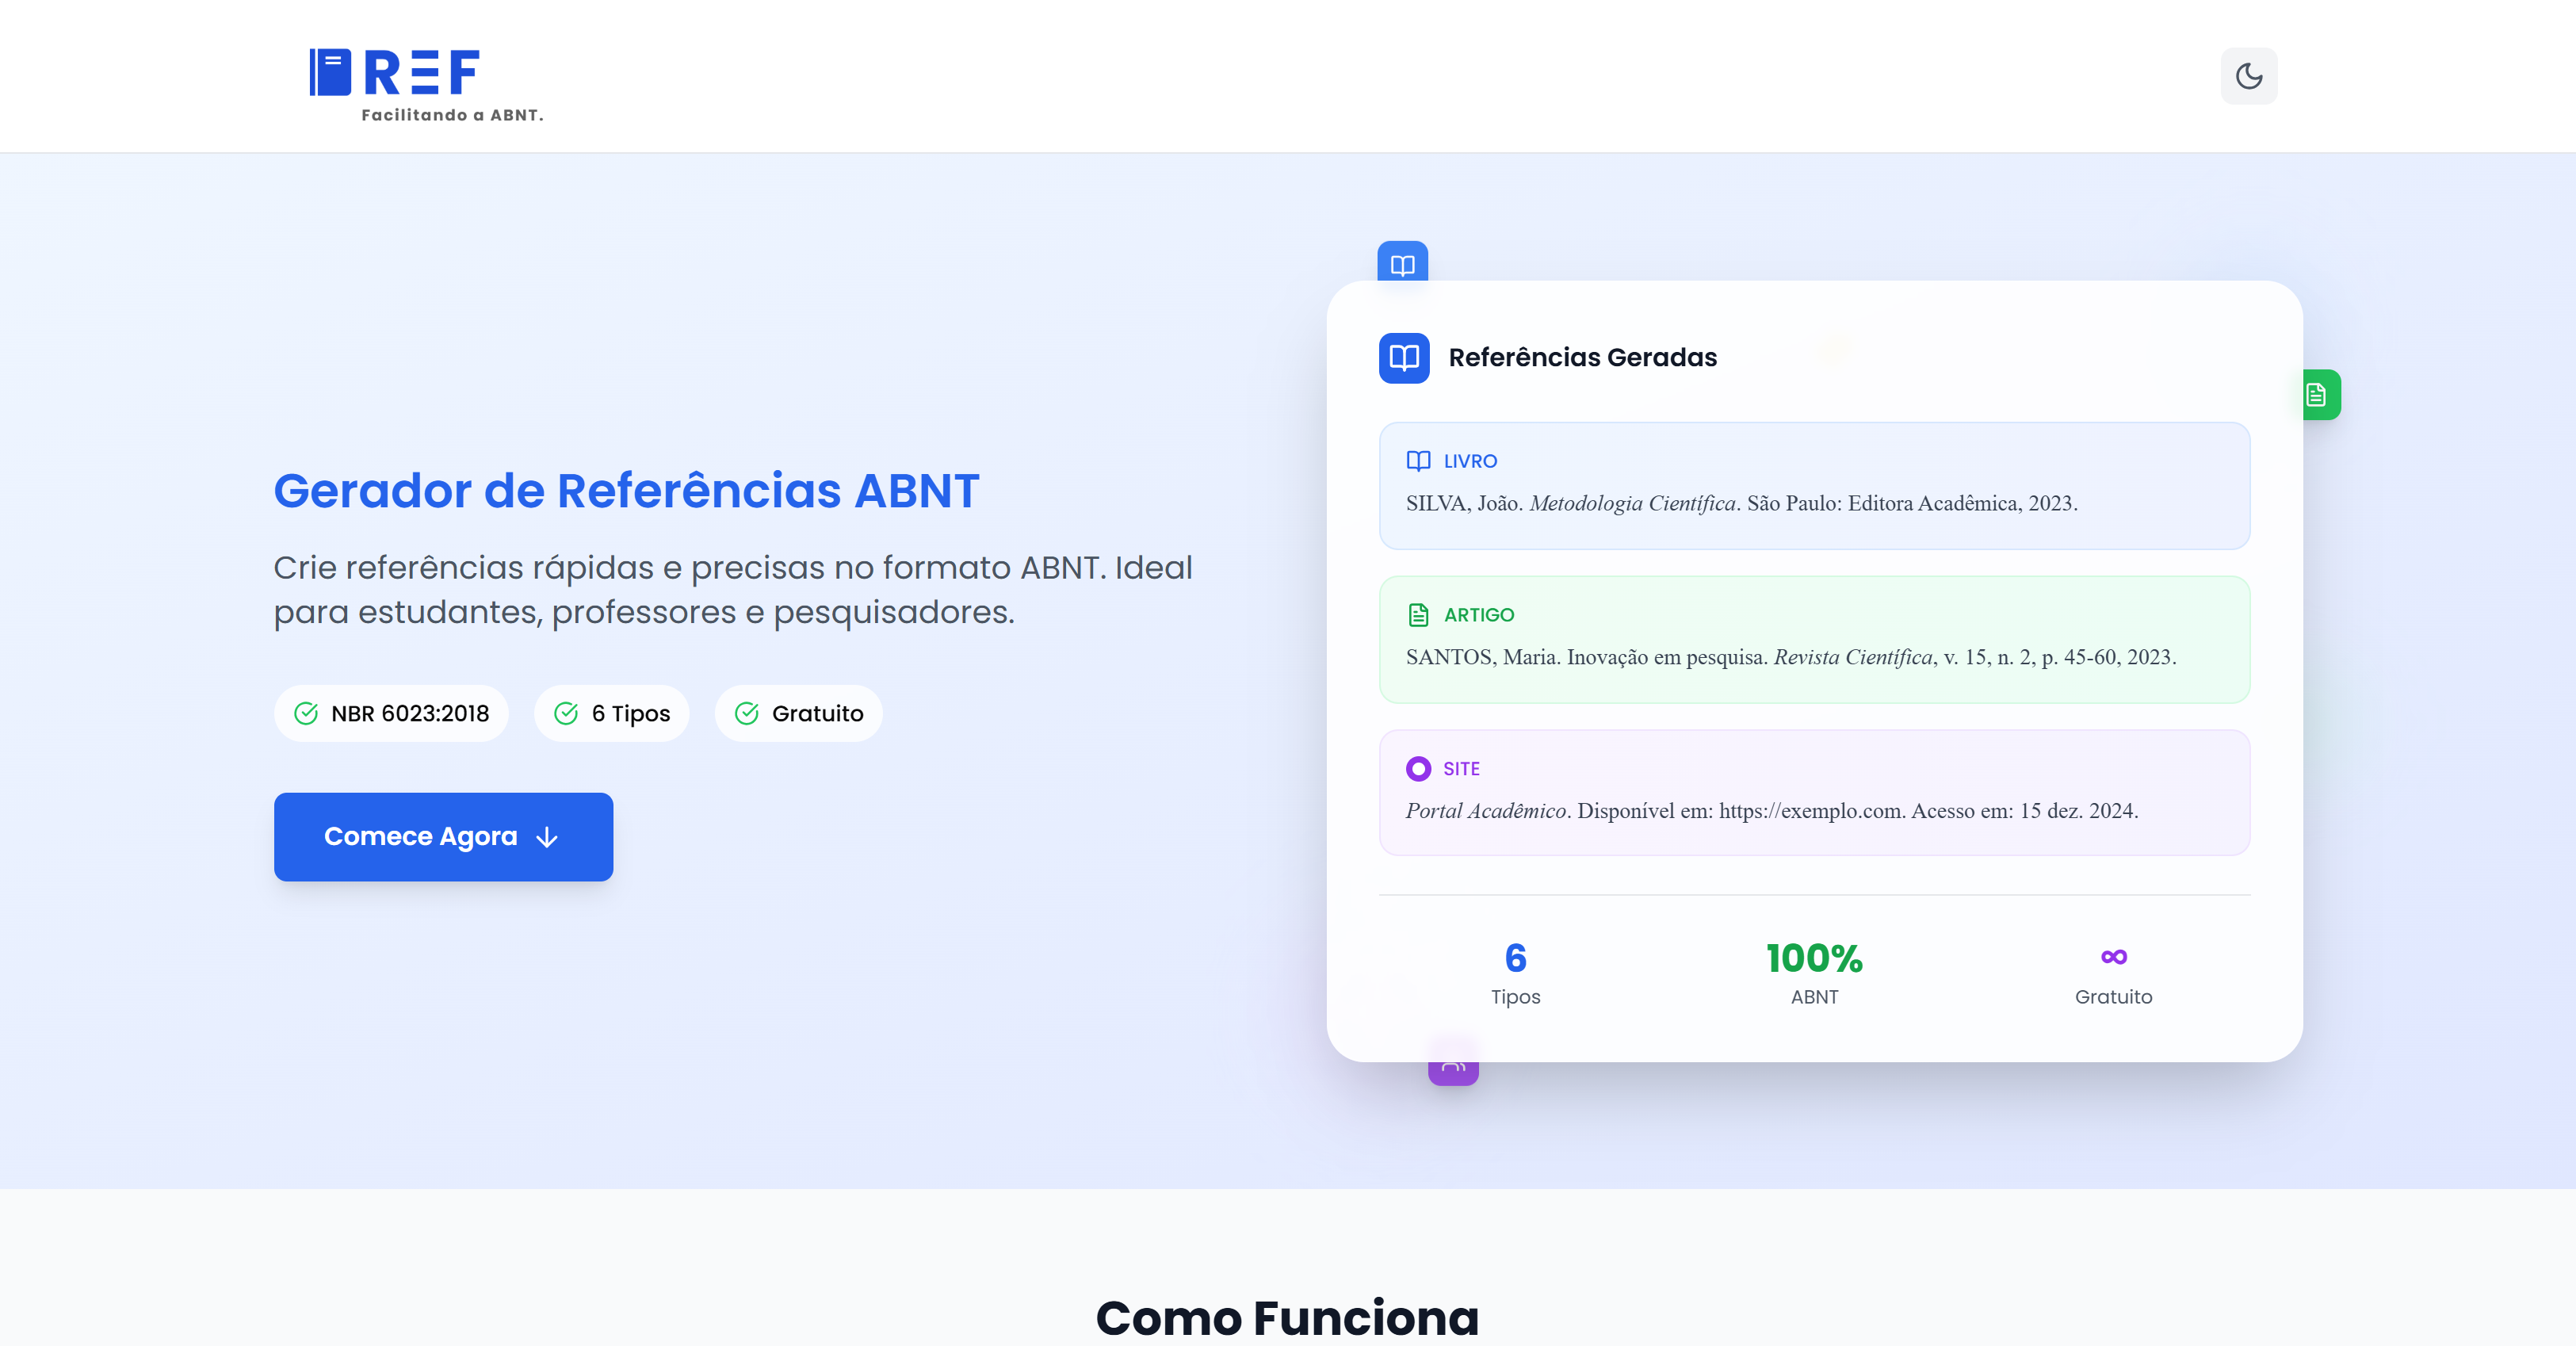 REF
Facilitando a ABNT.
Gerador de Referências ABNT
Crie referências rápidas e precisas no formato ABNT. Ideal
para estudantes, professores e pesquisadores.
NBR 6023:2018
6 Tipos
Gratuito
Comece Agora
Referências Geradas
LIVRO
SILVA, João. Metodologia Científica. São Paulo: Editora Acadêmica, 2023.
ARTIGO
SANTOS, Maria. Inovação em pesquisa. Revista Científica, v. 15, n. 2, p. 45-60, 2023.
SITE
Portal Acadêmico. Disponível em: https://exemplo.com. Acesso em: 15 dez. 2024.
6
Tipos
100%
ABNT
∞
Gratuito
Como Funciona